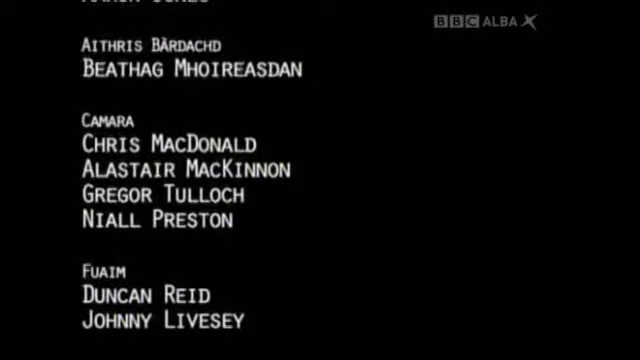 BBC ALBA
AITHRIS BÀRDACHD
BEATHAG MHOIREASDAN
CAMARA
CHRIS MACDONALD
ALASTAIR MACKINNON
GREGOR TULLOCH
NIALL PRESTON
FUAIM
DUNCAN REID
JOHNNY LIVESEY